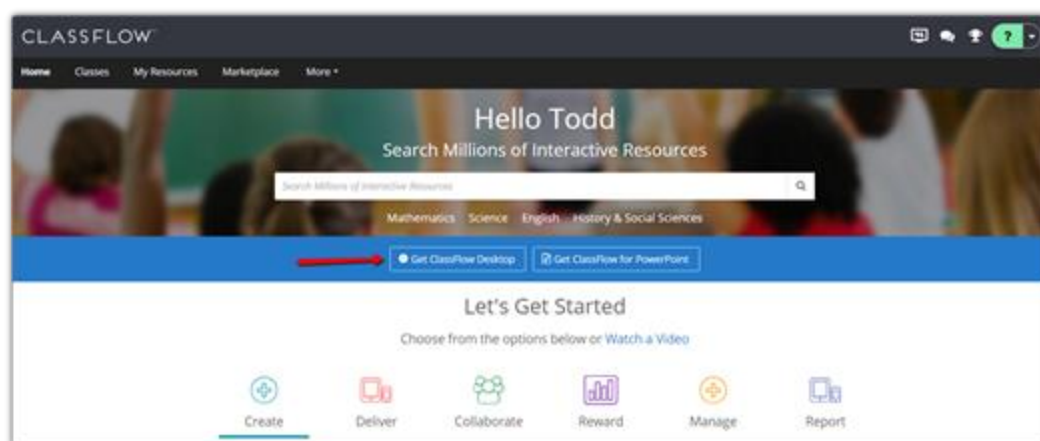 CLASSFLOW
Home Classes My Resources Marketplace More
Hello Todd
Search Millions of Interactive Resources
Search Millions of Interactive Resources
Mathematics Science English History & Social Sciences
Get ClassFlow Desktop Get ClassFlow for PowerPoint
Let's Get Started
Choose from the options below or Watch a Video
Create Deliver Collaborate Reward Manage Report